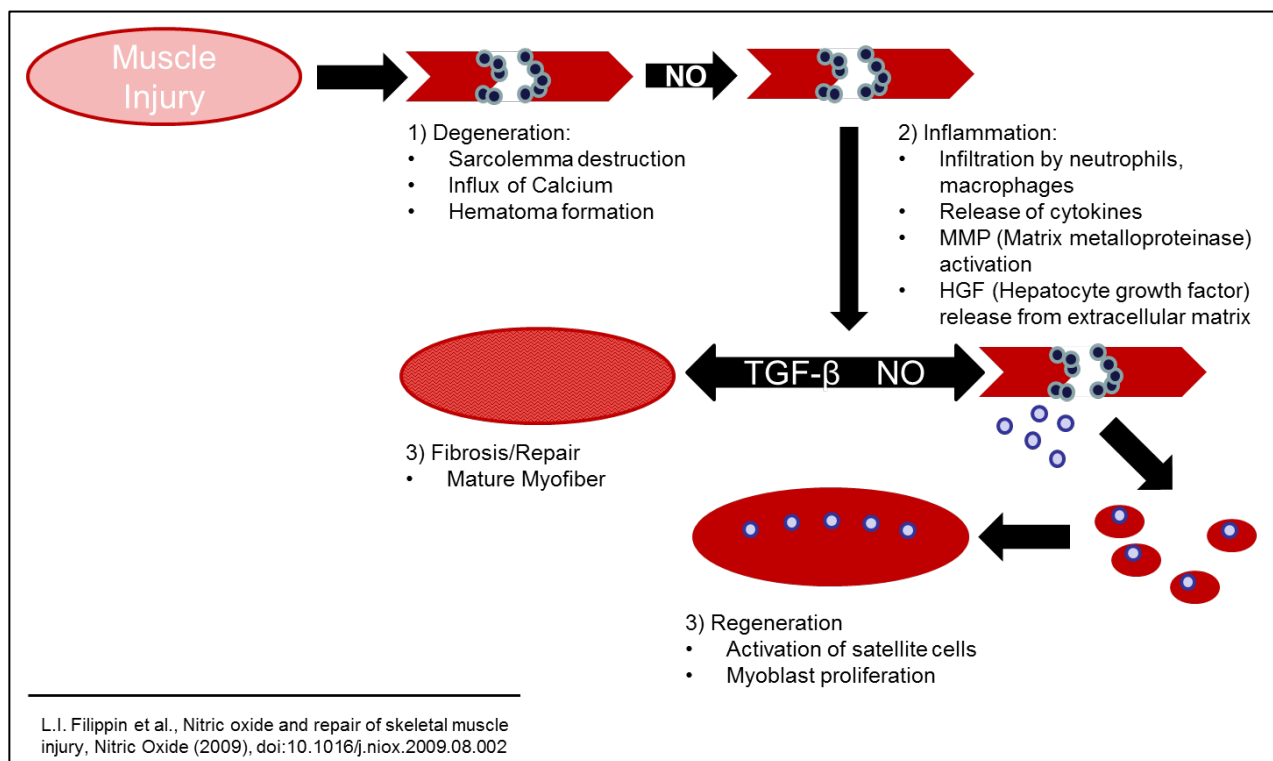 Muscle
Injury
NO
1) Degeneration:
• Sarcolemma destruction
• Influx of Calcium
• Hematoma formation
2) Inflammation:
• Infiltration by neutrophils,
macrophages
• Release of cytokines
• MMP (Matrix metalloproteinase)
activation
• HGF (Hepatocyte growth factor)
release from extracellular matrix
TGF-β NO
3) Fibrosis/Repair
• Mature Myofiber
3) Regeneration
• Activation of satellite cells
• Myoblast proliferation
L.I. Filippin et al., Nitric oxide and repair of skeletal muscle
injury, Nitric Oxide (2009), doi:10.1016/j.niox.2009.08.002